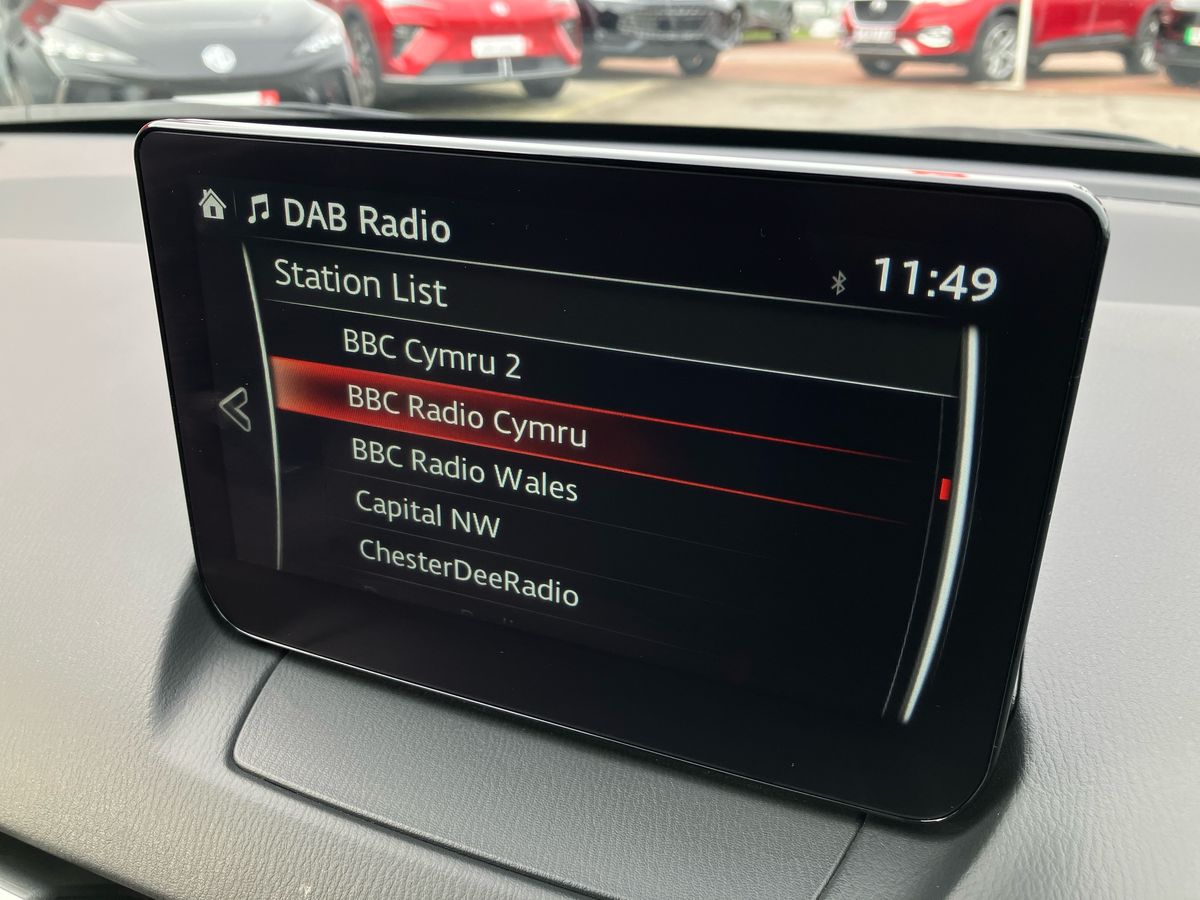 DAB Radio
11:49
Station List
BBC Cymru 2
BBC Radio Cymru
BBC Radio Wales
Capital NW
ChesterDeeRadio